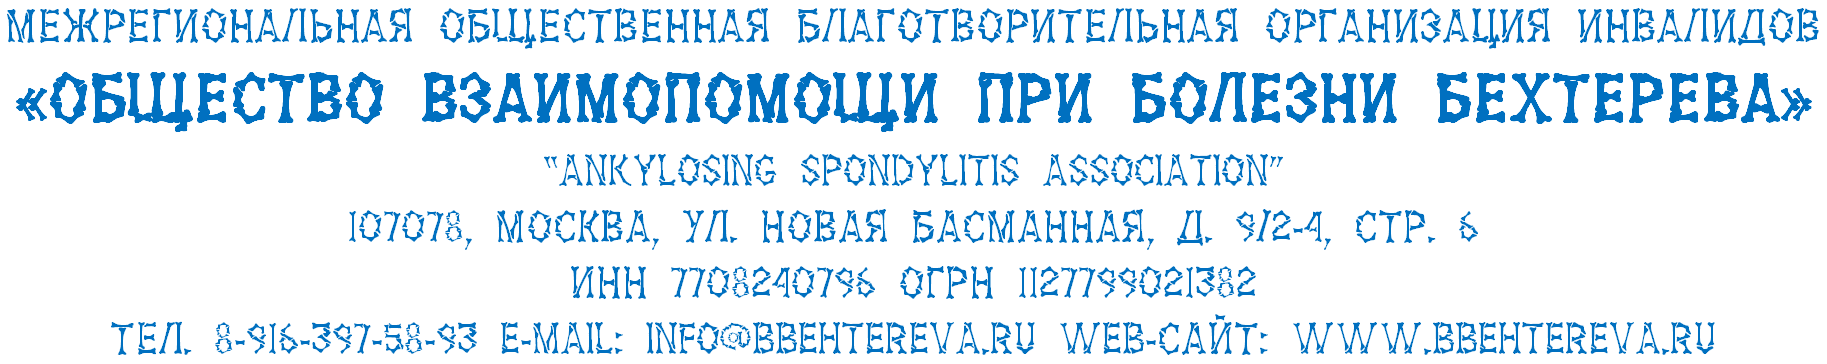 МЕЖРЕГИОНАЛЬНАЯ ОБЩЕСТВЕННАЯ БЛАГОТВОРИТЕЛЬНАЯ ОРГАНИЗАЦИЯ ИНВАЛИДОВ
«ОБЩЕСТВО ВЗАИМОПОМОЩИ ПРИ БОЛЕЗНИ БЕХТЕРЕВА»
"ANKYLOSING SPONDYLITIS ASSOCIATION"
107078, МОСКВА, УЛ. НОВАЯ БАСМАННАЯ, Д. 9/2-4, СТР. 6
ИНН 7708240796 ОГРН 1127799021382
ТЕЛ. 8-916-397-58-93 E-MAIL: INFO@BBEHTEREVA.RU WEB-САЙТ: WWW.BBEHTEREVA.RU